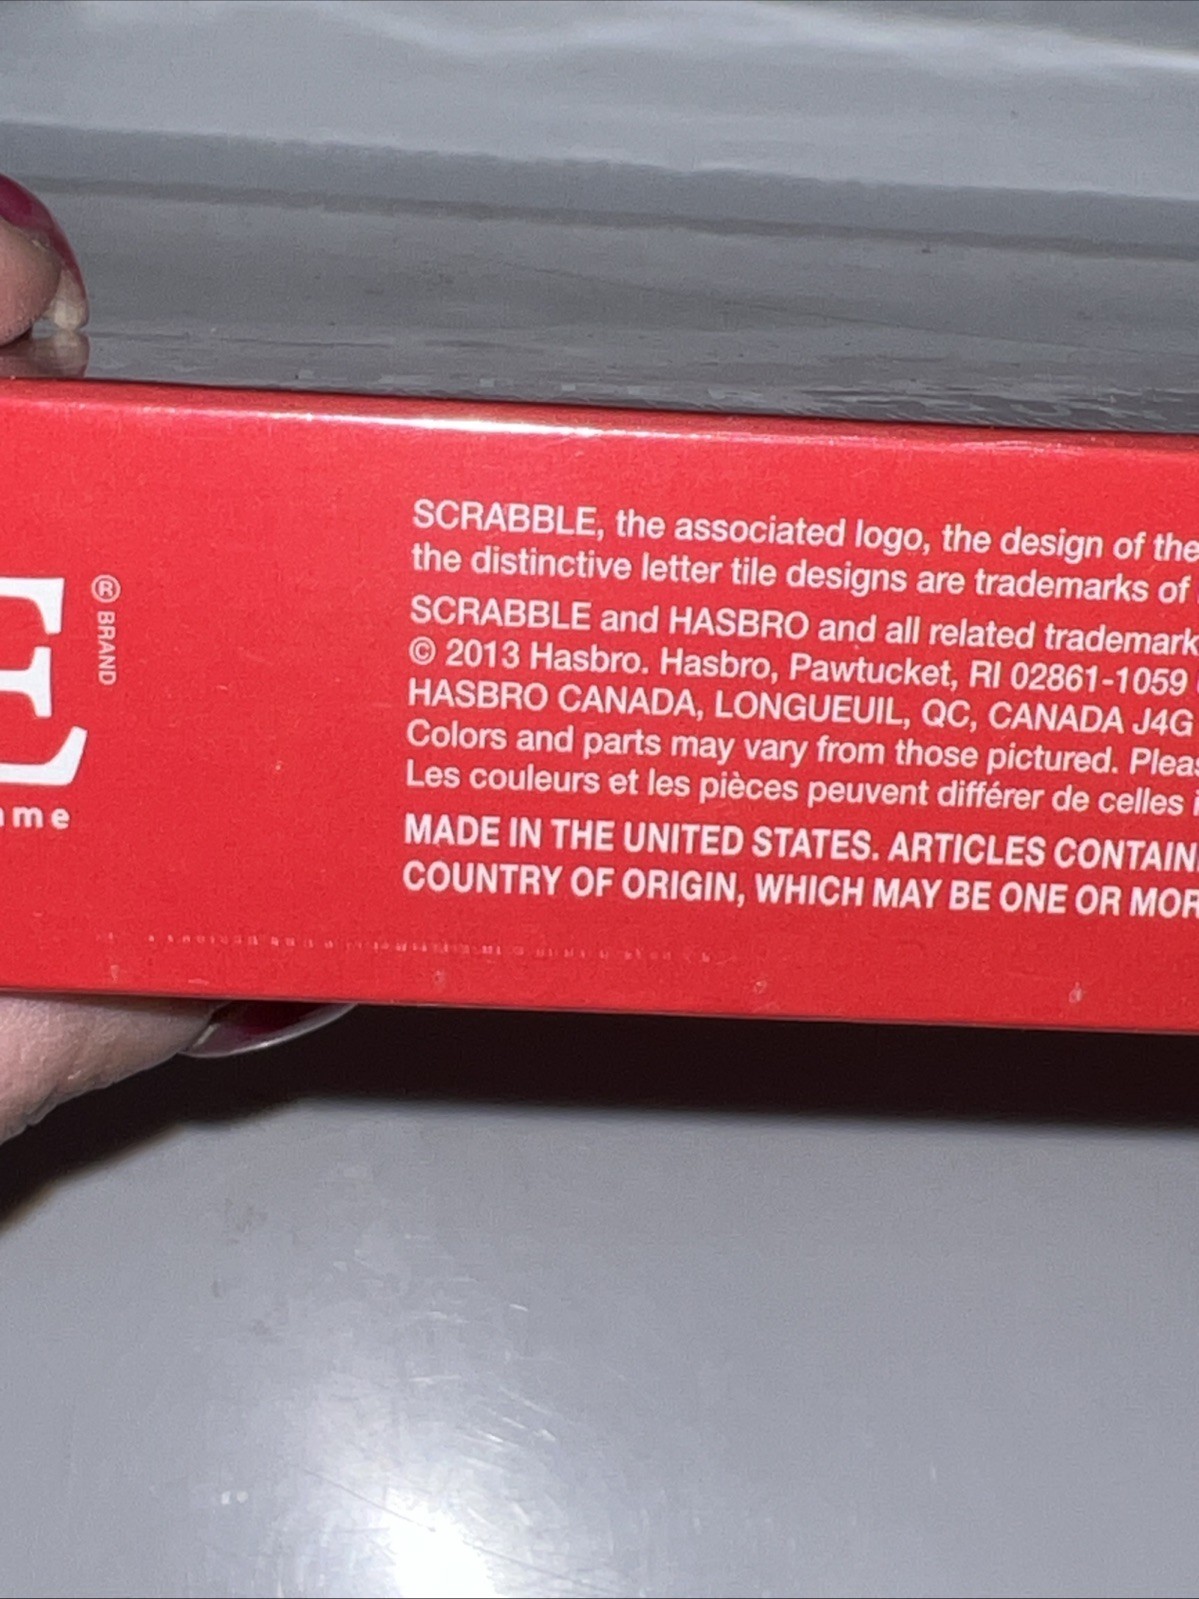 E
® BRAND
me
SCRABBLE, the associated logo, the design of the
the distinctive letter tile designs are trademarks of
SCRABBLE and HASBRO and all related trademark
© 2013 Hasbro. Hasbro, Pawtucket, RI 02861-1059
HASBRO CANADA, LONGUEUIL, QC, CANADA J4G
Colors and parts may vary from those pictured. Pleas
Les couleurs et les pièces peuvent différer de celles i
MADE IN THE UNITED STATES. ARTICLES CONTAIN
COUNTRY OF ORIGIN, WHICH MAY BE ONE OR MOR